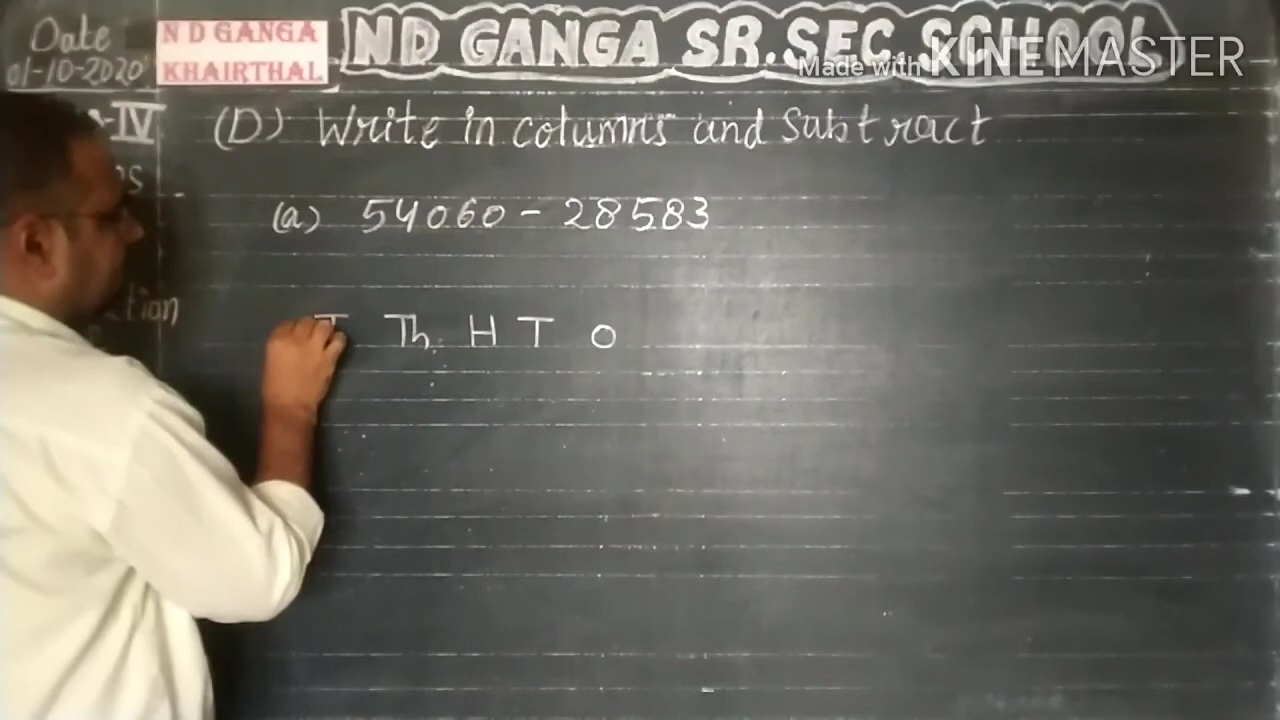 Date
01-10-2020
N D GANGA
KHAIRTHAL
ND GANGA SR.SEC.SCHOOL
Made with KINEMASTER
-IV
(D) Write in columns and Subtract
(a) 54060 - 28583
T Th H T O